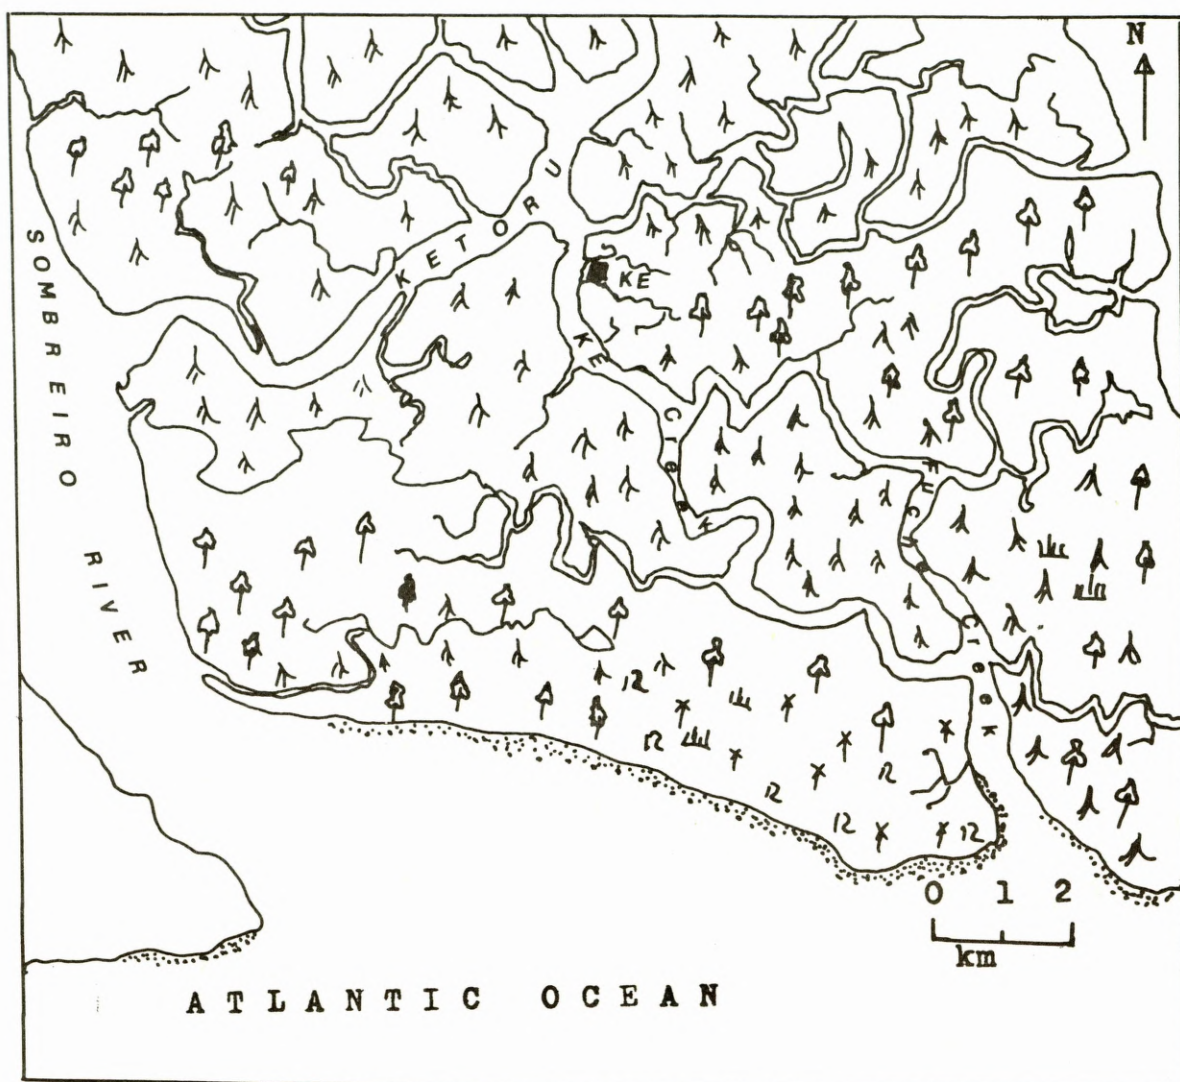 N
SOMBREIRO RIVER
KETORU
KE
KE Creek
Creek
0 1 2
km
ATLANTIC OCEAN